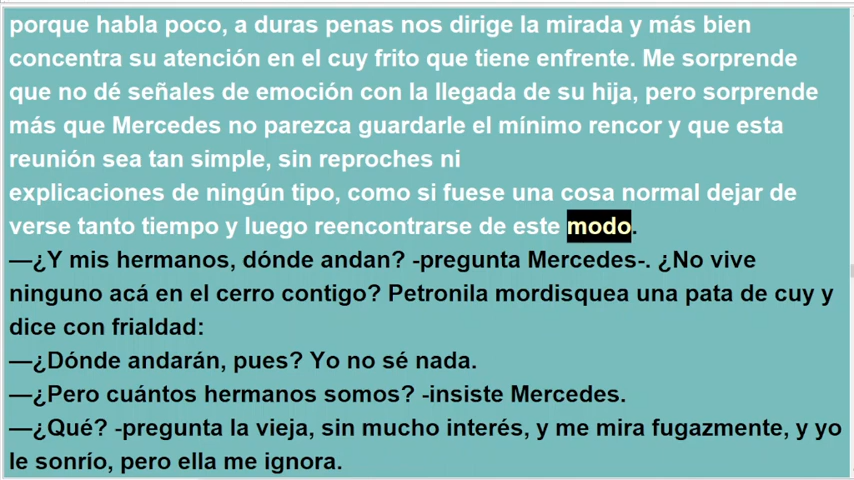 porque habla poco, a duras penas nos dirige la mirada y más bien
concentra su atención en el cuy frito que tiene enfrente. Me sorprende
que no dé señales de emoción con la llegada de su hija, pero sorprende
más que Mercedes no parezca guardarle el mínimo rencor y que esta
reunión sea tan simple, sin reproches ni
explicaciones de ningún tipo, como si fuese una cosa normal dejar de
verse tanto tiempo y luego reencontrarse de este modo.
—¿Y mis hermanos, dónde andan? -pregunta Mercedes-. ¿No vive
ninguno acá en el cerro contigo? Petronila mordisquea una pata de cuy y
dice con frialdad:
—¿Dónde andarán, pues? Yo no sé nada.
—¿Pero cuántos hermanos somos? -insiste Mercedes.
—¿Qué? -pregunta la vieja, sin mucho interés, y me mira fugazmente, y yo
le sonrío, pero ella me ignora.